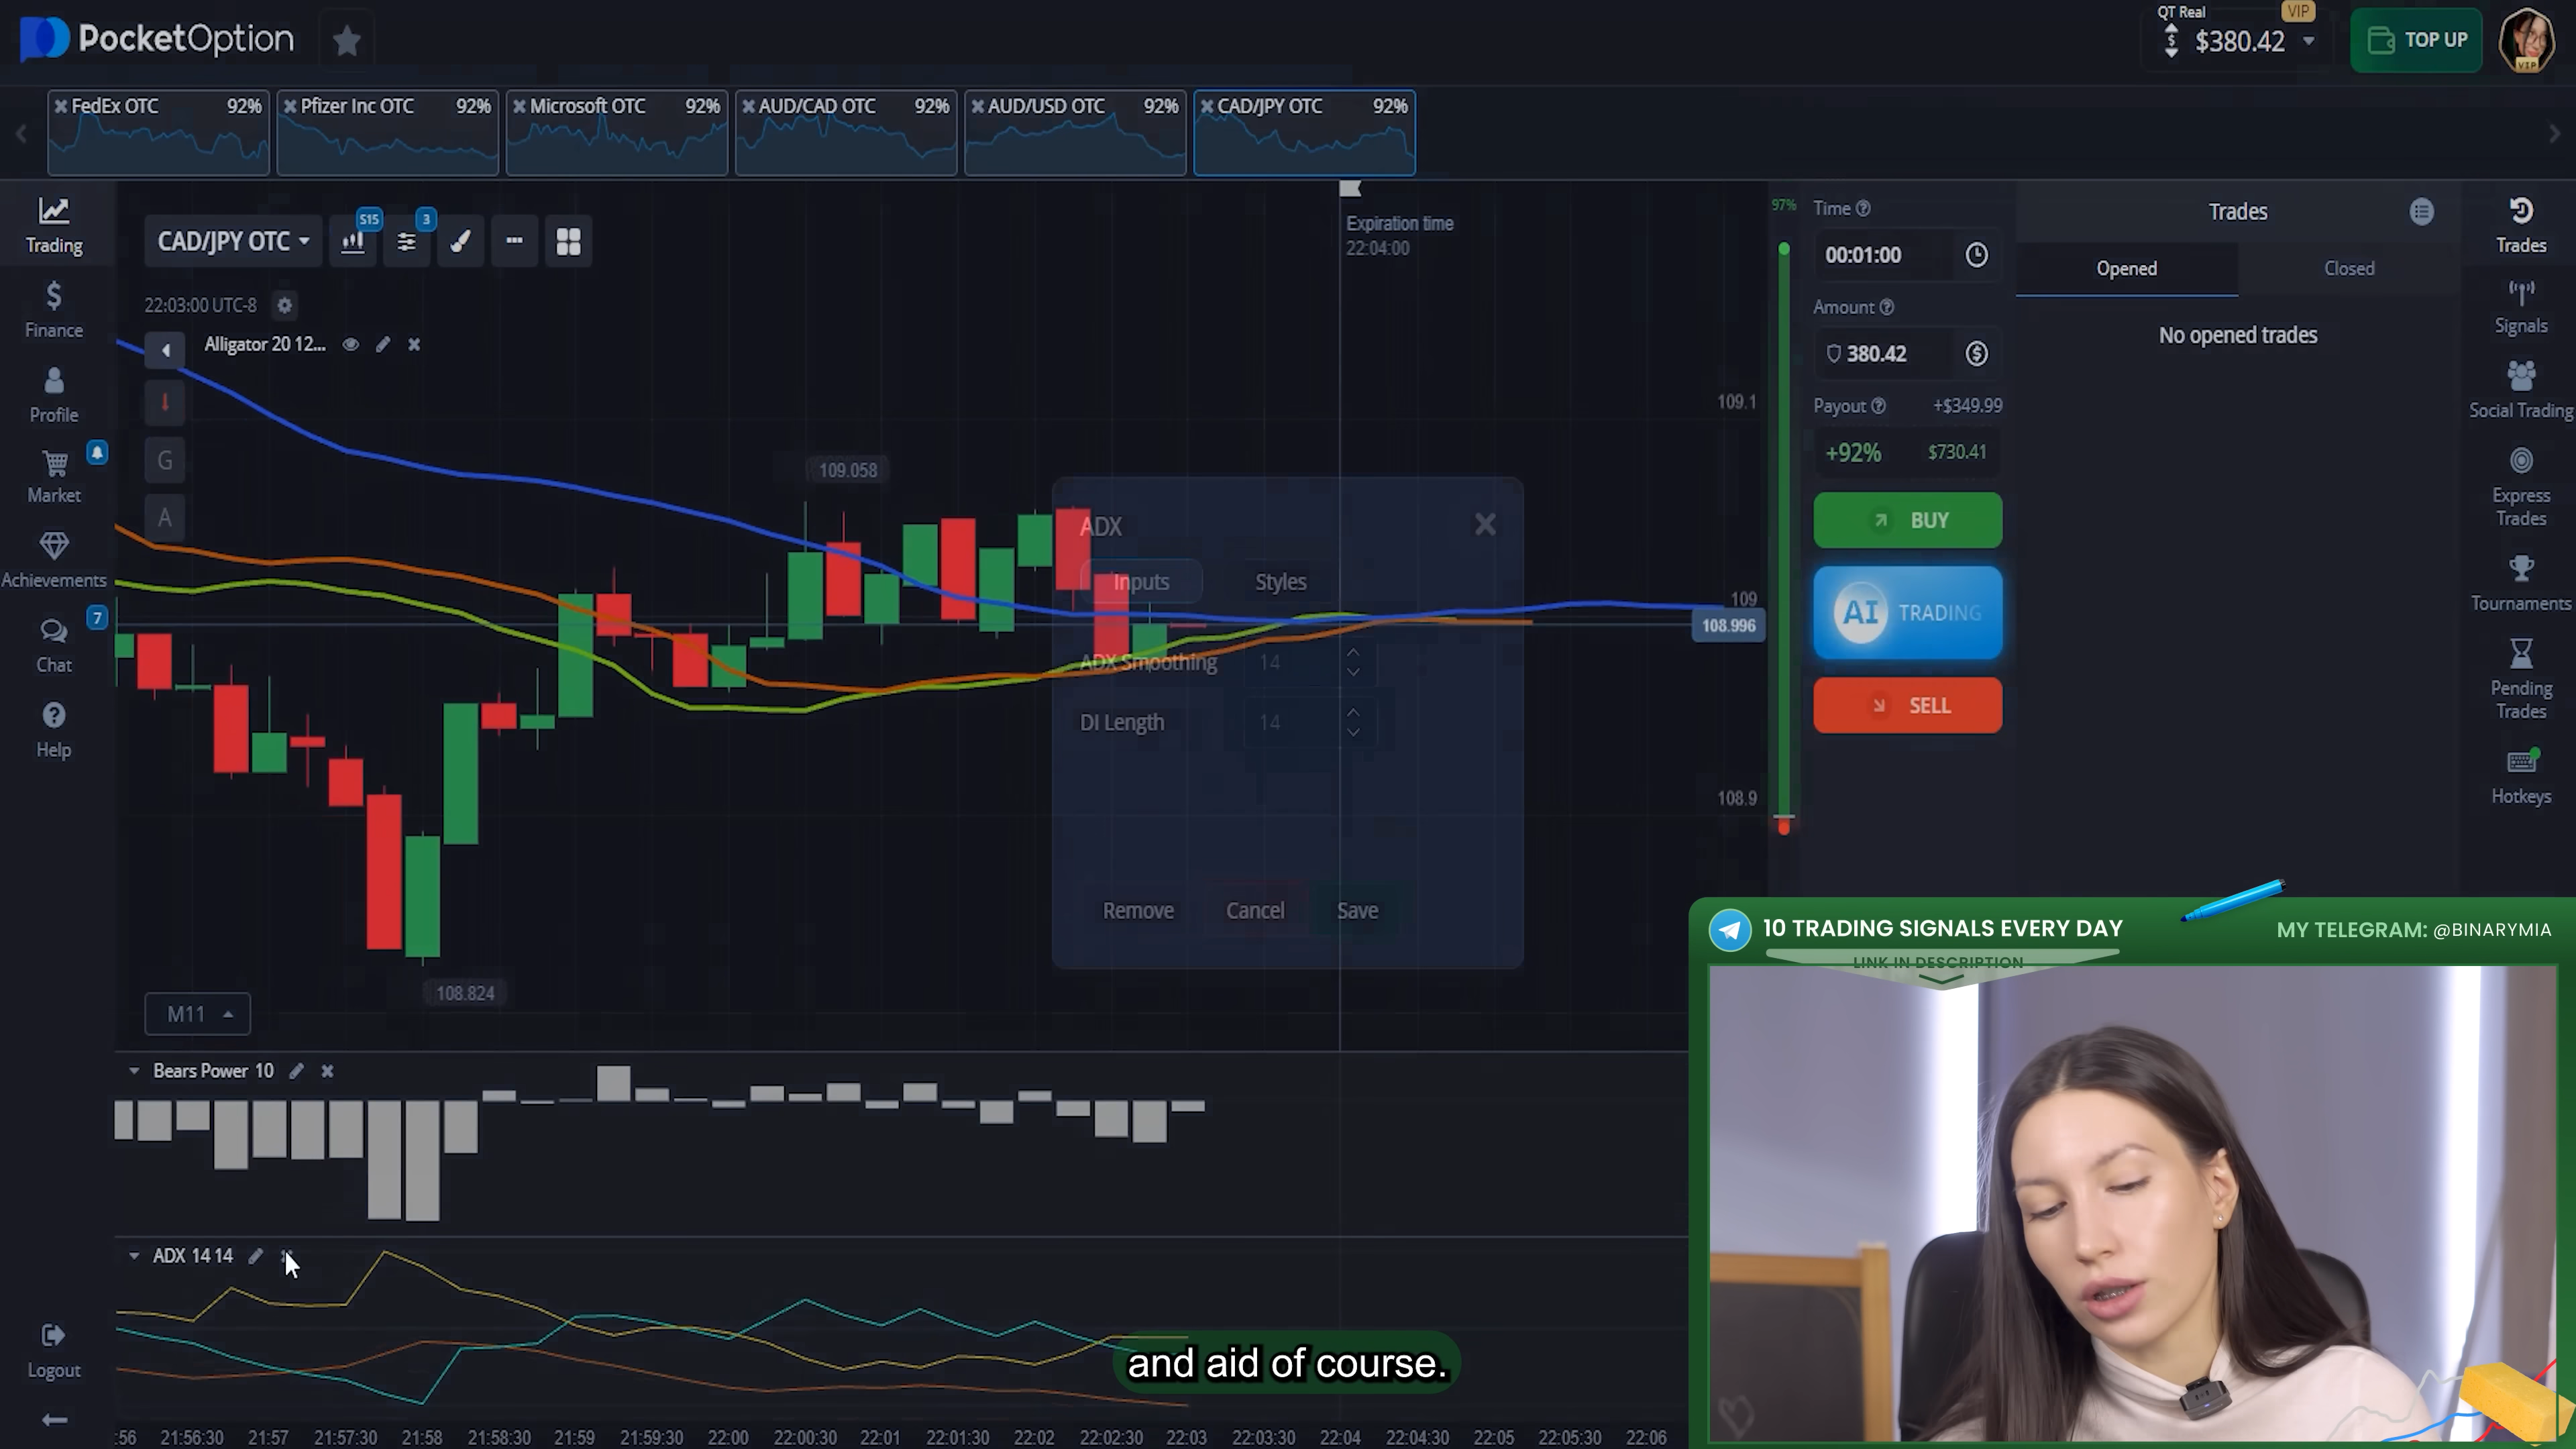 PocketOption
QT Real
VIP
$380.42
TOP UP
VIP
FedEx OTC 92%
Pfizer Inc OTC 92%
Microsoft OTC 92%
AUD/CAD OTC 92%
AUD/USD OTC 92%
CAD/JPY OTC 92%
Trading
Finance
Profile
Market
Achievements
7
Chat
Help
Logout
CAD/JPY OTC
S15
3
22:03:00 UTC-8
Alligator 20 12...
G
A
109.058
108.824
M11
Expiration time
22:04:00
109.1
109
108.996
108.9
97%
ADX
Inputs Styles
ADX Smoothing 14
DI Length 14
Remove Cancel Save
Time
00:01:00
Amount
380.42
Payout +$349.99
+92% $730.41
BUY
AI TRADING
SELL
Trades
Opened Closed
No opened trades
Trades
Signals
Social Trading
Express
Trades
Tournaments
Pending
Trades
Hotkeys
Bears Power 10
ADX 14 14
and aid of course.
:56 21:56:30 21:57 21:57:30 21:58 21:58:30 21:59 21:59:30 22:00 22:00:30 22:01 22:01:30 22:02 22:02:30 22:03 22:03:30 22:04 22:04:30 22:05 22:05:30 22:06
10 TRADING SIGNALS EVERY DAY
LINK IN DESCRIPTION
MY TELEGRAM: @BINARYMIA